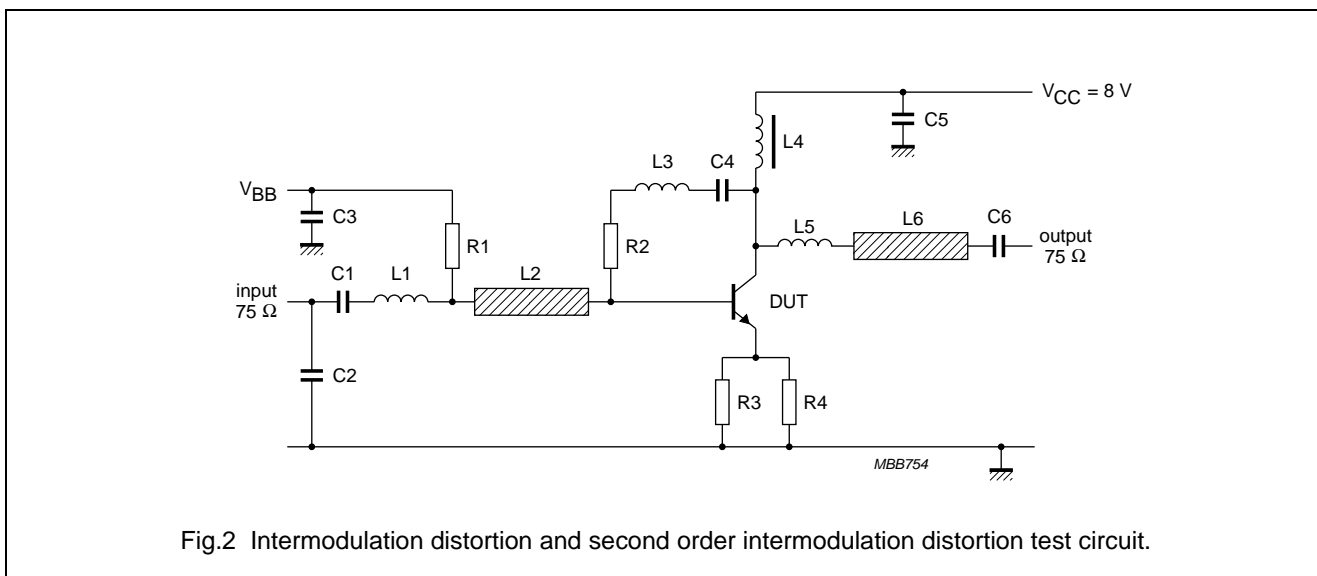 V_CC = 8 V
C5
L4
L3
C4
V_BB
C3
R1
R2
L5
L6
C6
output
75 Ω
C1
L1
L2
input
75 Ω
DUT
C2
R3
R4
MBB754
Fig.2 Intermodulation distortion and second order intermodulation distortion test circuit.